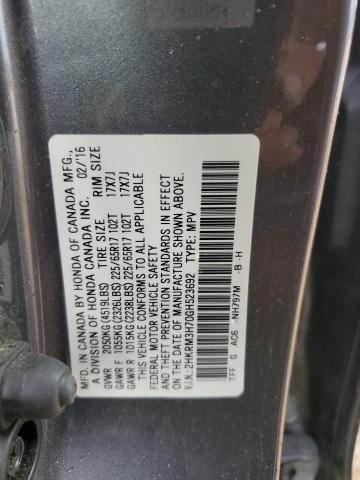 MFD. IN CANADA BY HONDA OF CANADA MFG., 02/'16
A DIVISION OF HONDA CANADA INC.
TIRE SIZE RIM SIZE
GVWR 2050KG(4519LBS)
GAWR F 1055KG(2326LBS) 225/65R17 102T 17X7J
GAWR R 1015KG(2238LBS) 225/65R17 102T 17X7J
THIS VEHICLE CONFORMS TO ALL APPLICABLE
FEDERAL MOTOR VEHICLE SAFETY
AND THEFT PREVENTION STANDARDS IN EFFECT
ON THE DATE OF MANUFACTURE SHOWN ABOVE.
V.I.N.:2HKRM3H70GH523692 TYPE: MPV
TFF G AC6 -NH797M -B -H